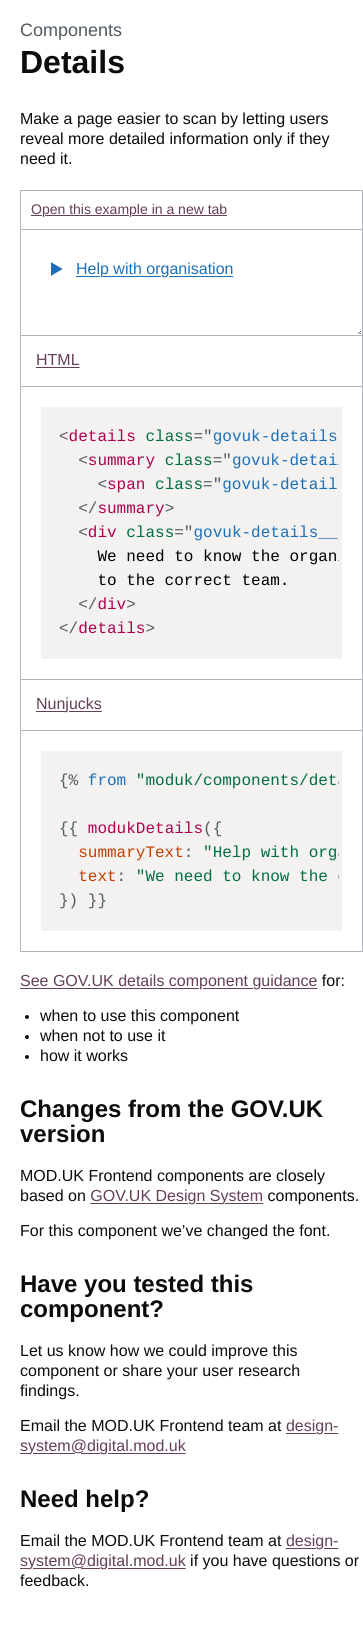 Components
Details
Make a page easier to scan by letting users
reveal more detailed information only if they
need it.
Open this example in a new tab
Help with organisation
HTML
<details class="govuk-details
<summary class="govuk-detai
<span class="govuk-detail
</summary>
<div class="govuk-details__
We need to know the organ
to the correct team.
</div>
</details>
Nunjucks
{% from "moduk/components/deta
{{ modukDetails({
summaryText: "Help with orga
text: "We need to know the
}) }}
See GOV.UK details component guidance for:
• when to use this component
• when not to use it
• how it works
Changes from the GOV.UK
version
MOD.UK Frontend components are closely
based on GOV.UK Design System components.
For this component we’ve changed the font.
Have you tested this
component?
Let us know how we could improve this
component or share your user research
findings.
Email the MOD.UK Frontend team at design-
system@digital.mod.uk
Need help?
Email the MOD.UK Frontend team at design-
system@digital.mod.uk if you have questions or
feedback.